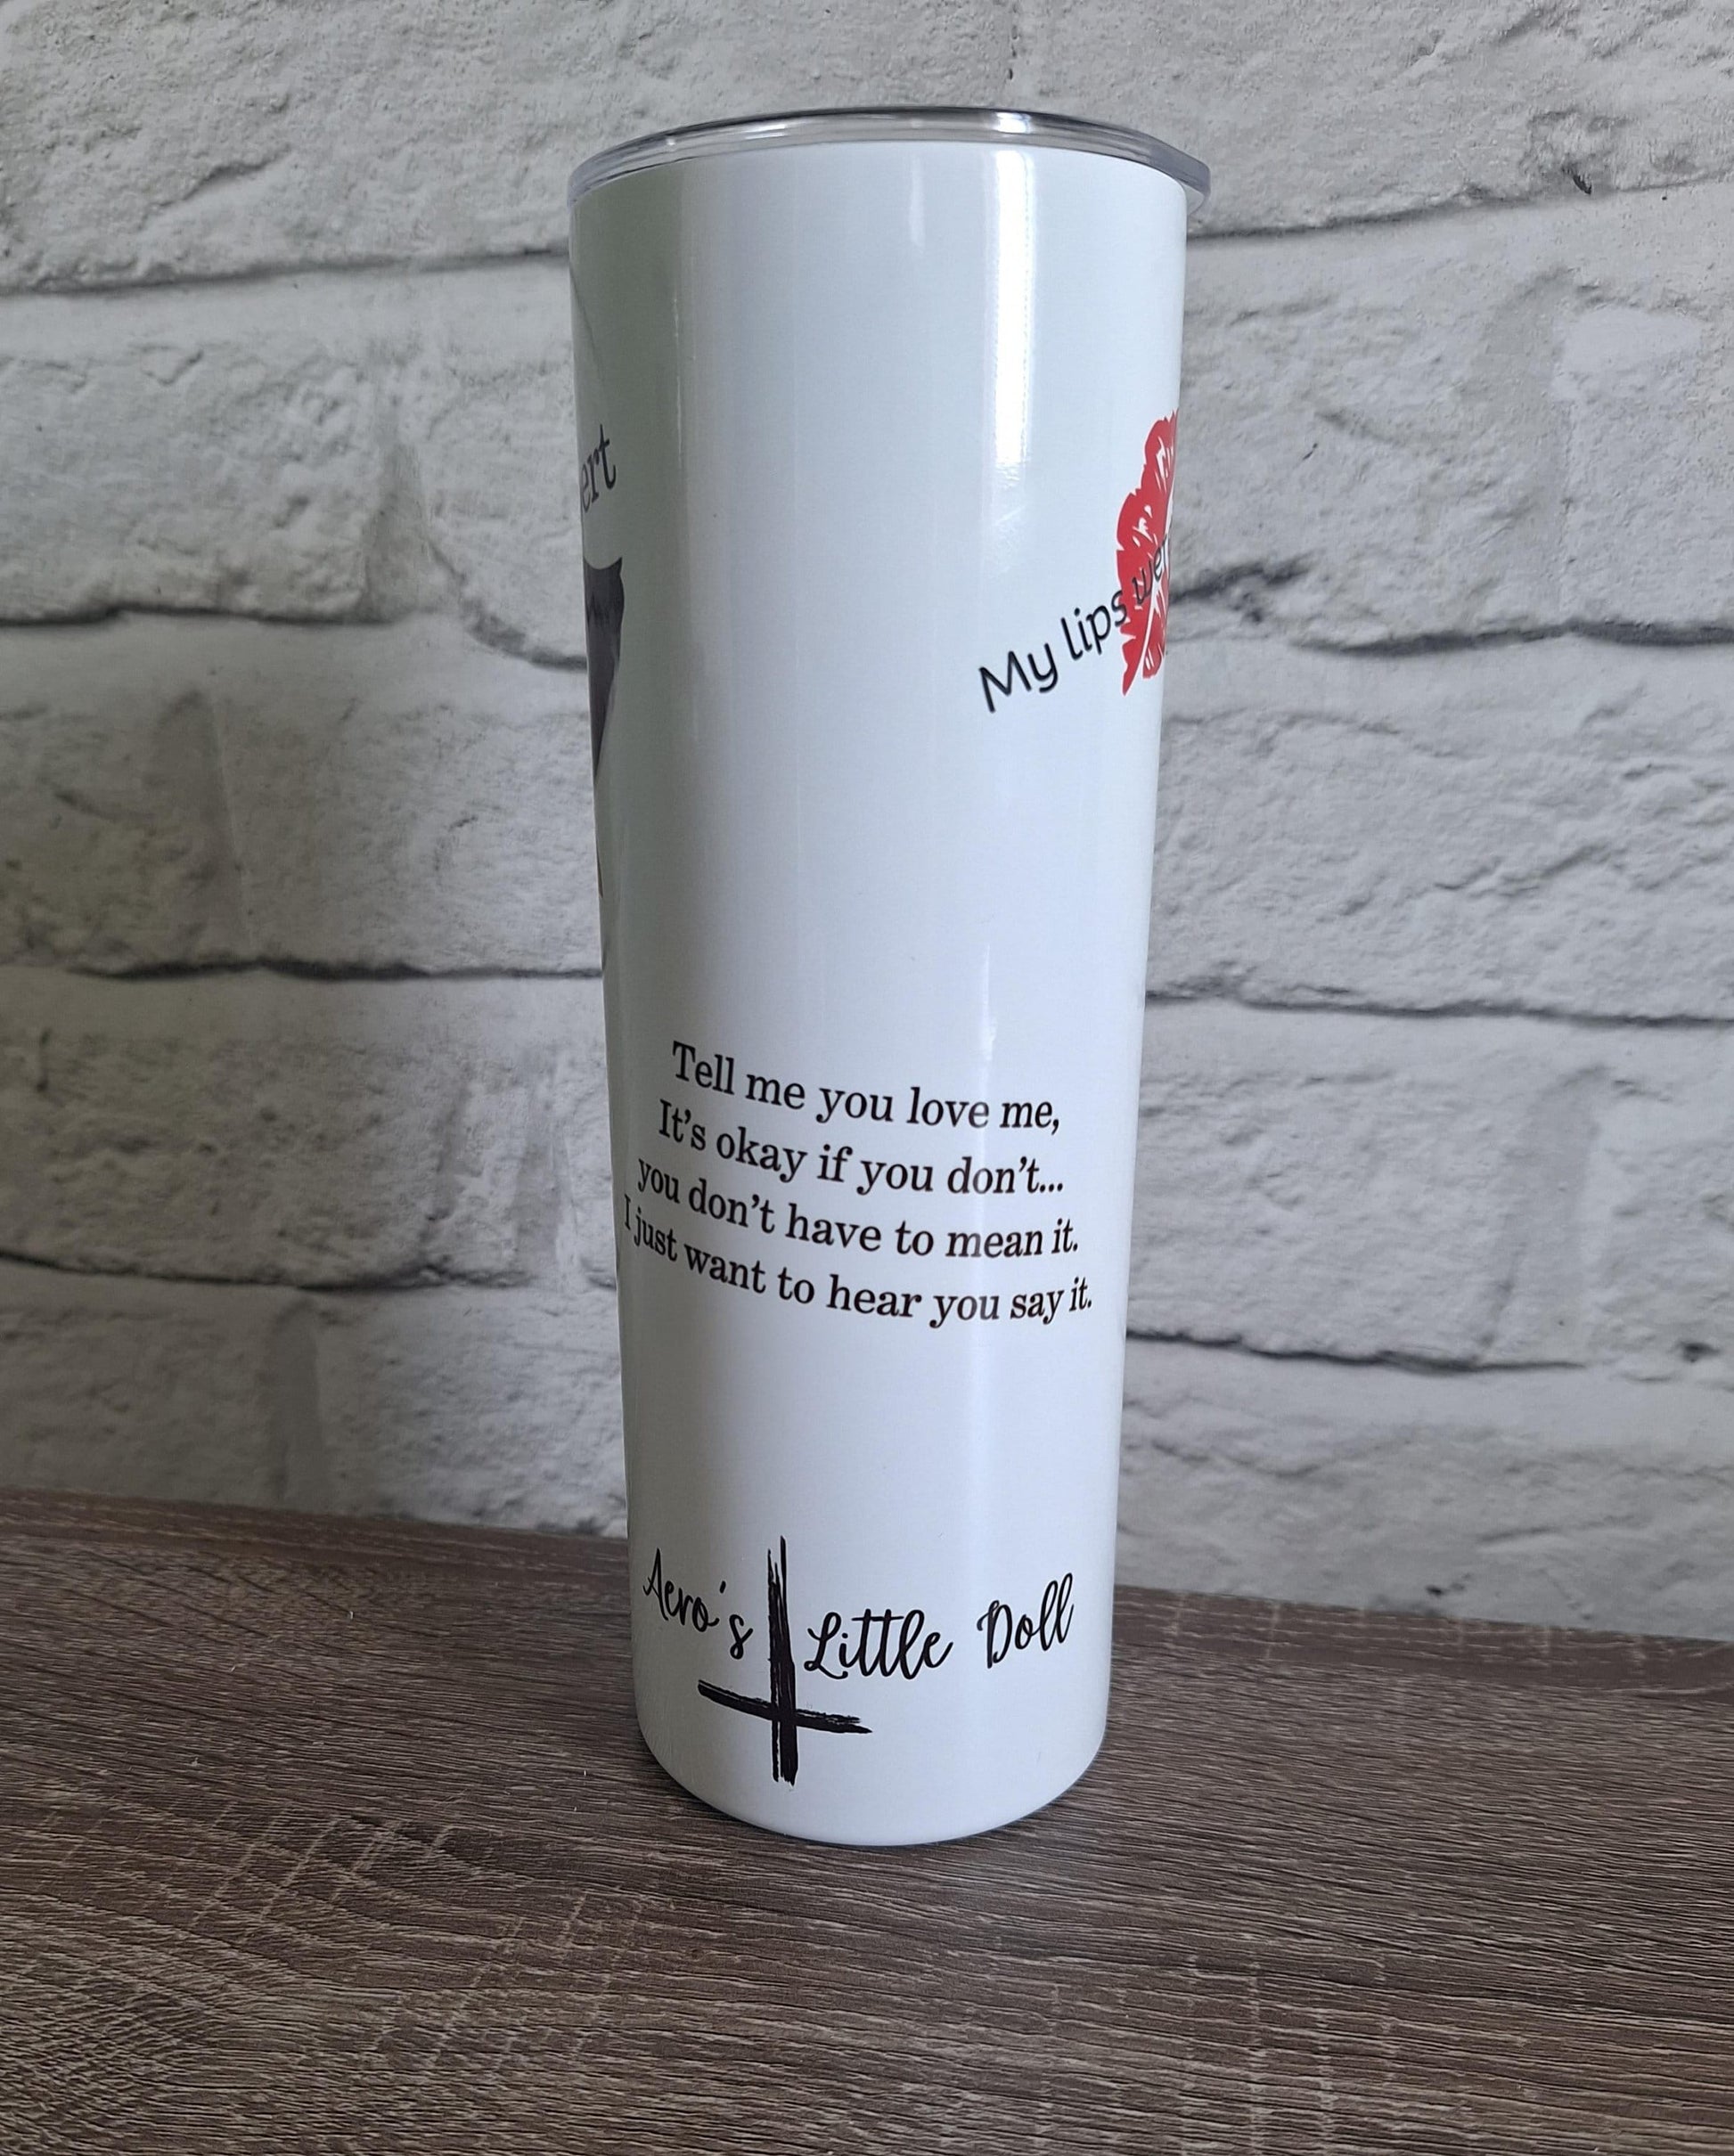 My lips
Tell me you love me,
It's okay if you don't...
you don't have to mean it.
I just want to hear you say it.
Aero's Little Doll